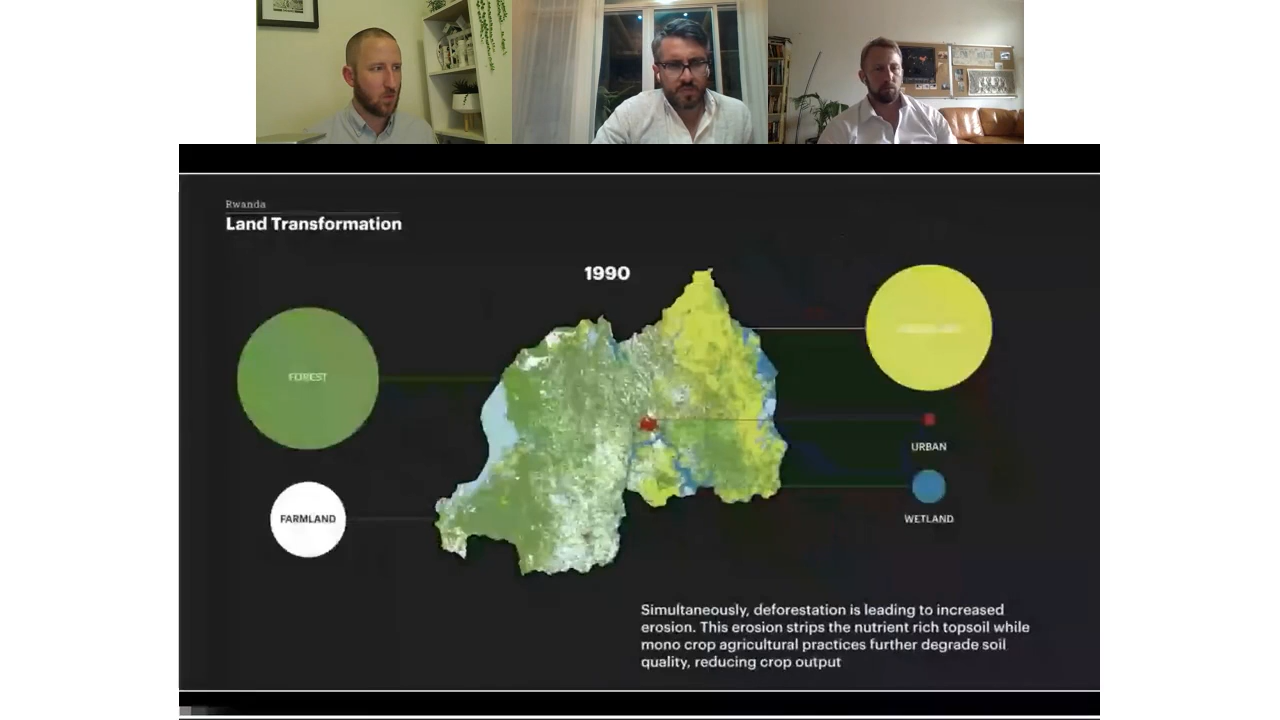 Rwanda
Land Transformation
1990
FOREST
URBAN
FARMLAND
WETLAND
Simultaneously, deforestation is leading to increased
erosion. This erosion strips the nutrient rich topsoil while
mono crop agricultural practices further degrade soil
quality, reducing crop output